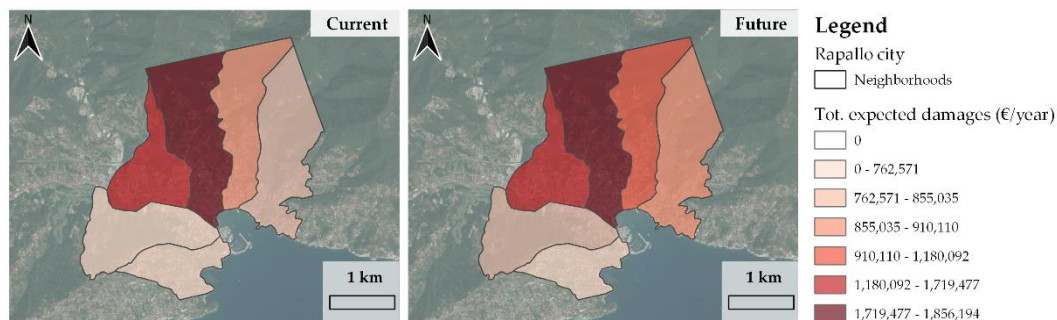 N
Current
1 km
N
Future
1 km
Legend
Rapallo city
Neighborhoods
Tot. expected damages (€/year)
0
0 - 762,571
762,571 - 855,035
855,035 - 910,110
910,110 - 1,180,092
1,180,092 - 1,719,477
1,719,477 - 1,856,194